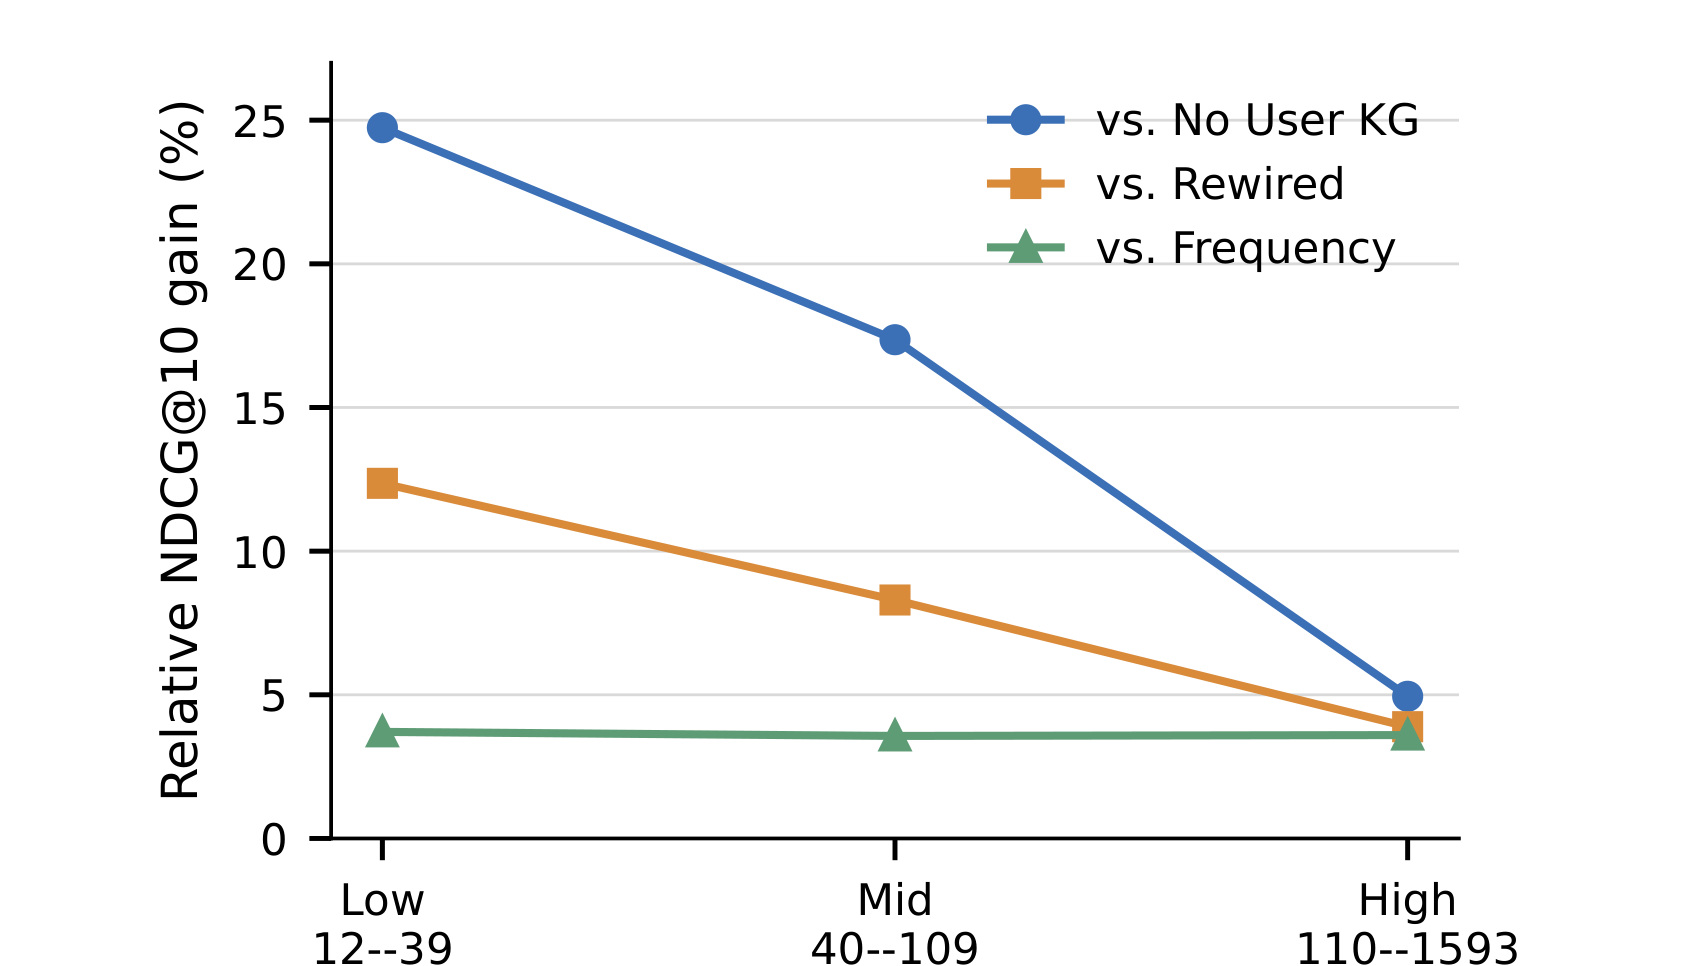 Relative NDCG@10 gain (%)
25
20
15
10
5
0
vs. No User KG
vs. Rewired
vs. Frequency
Low
12--39
Mid
40--109
High
110--1593